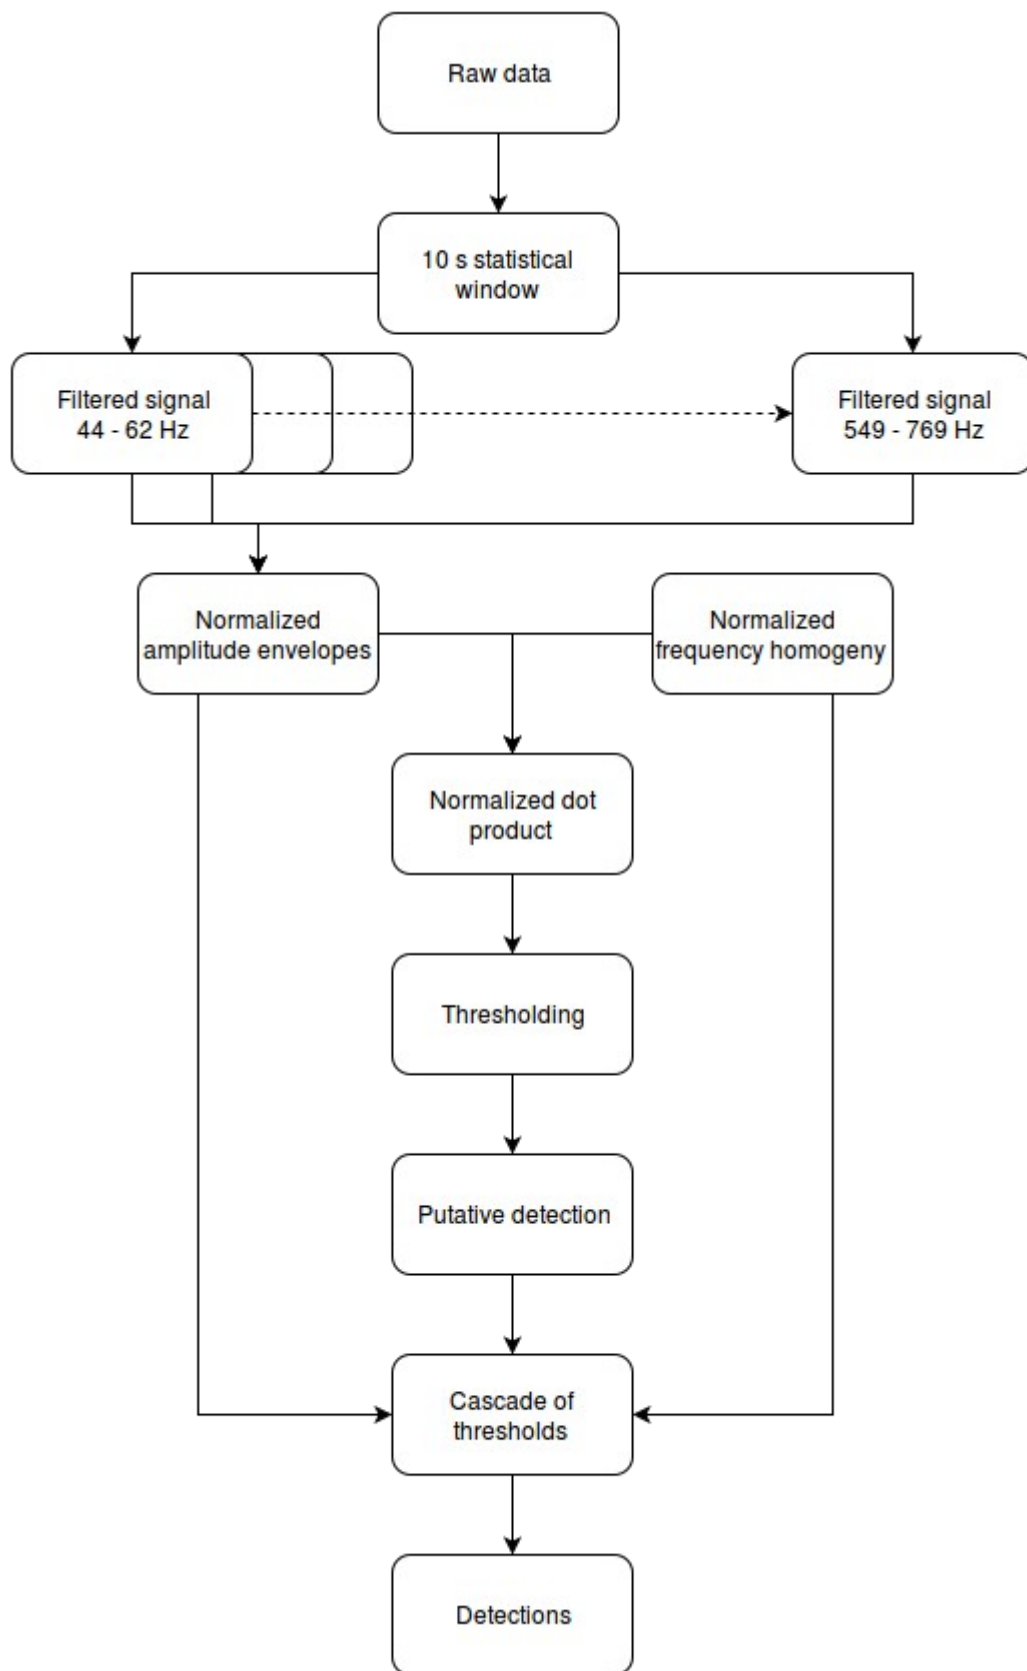 Raw data
10 s statistical
window
Filtered signal
44 - 62 Hz
Filtered signal
549 - 769 Hz
Normalized
amplitude envelopes
Normalized
frequency homogeny
Normalized dot
product
Thresholding
Putative detection
Cascade of
thresholds
Detections